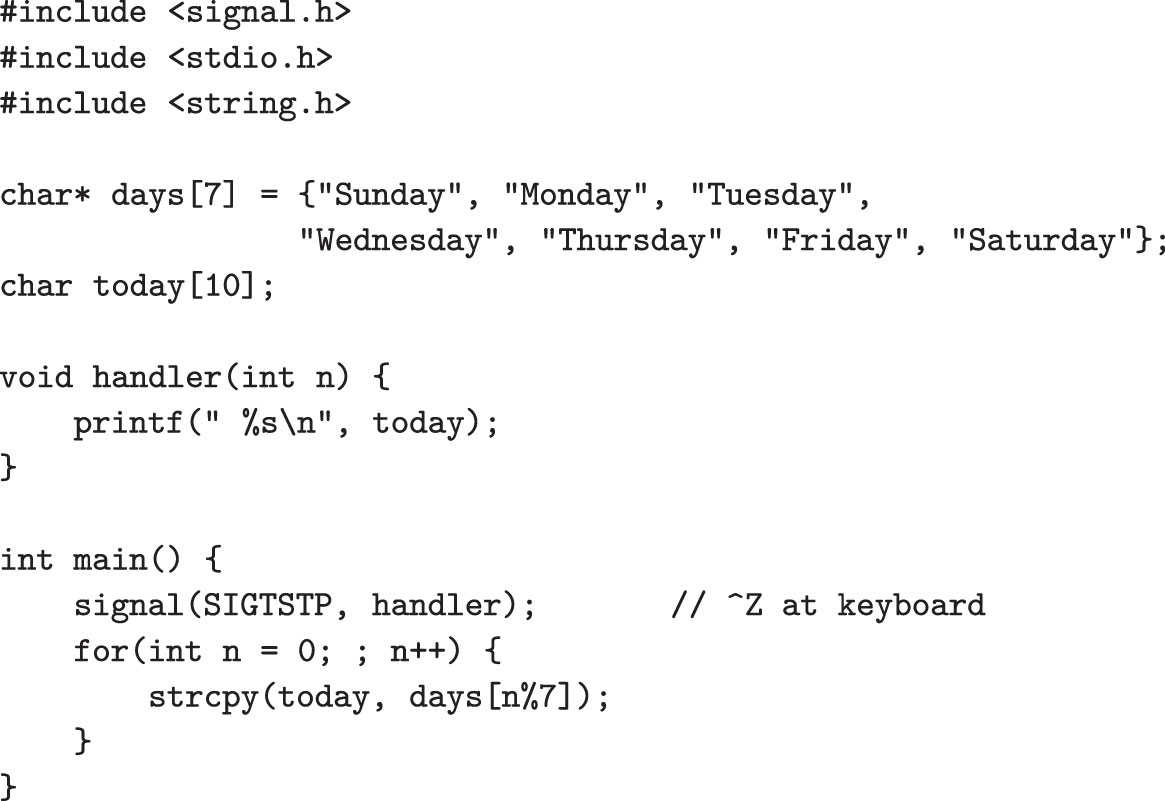 #include <signal.h>
#include <stdio.h>
#include <string.h>

char* days[7] = {"Sunday", "Monday", "Tuesday",
                "Wednesday", "Thursday", "Friday", "Saturday"};
char today[10];

void handler(int n) {
    printf(" %s\n", today);
}

int main() {
    signal(SIGTSTP, handler);       // ^Z at keyboard
    for(int n = 0; ; n++) {
        strcpy(today, days[n%7]);
    }
}